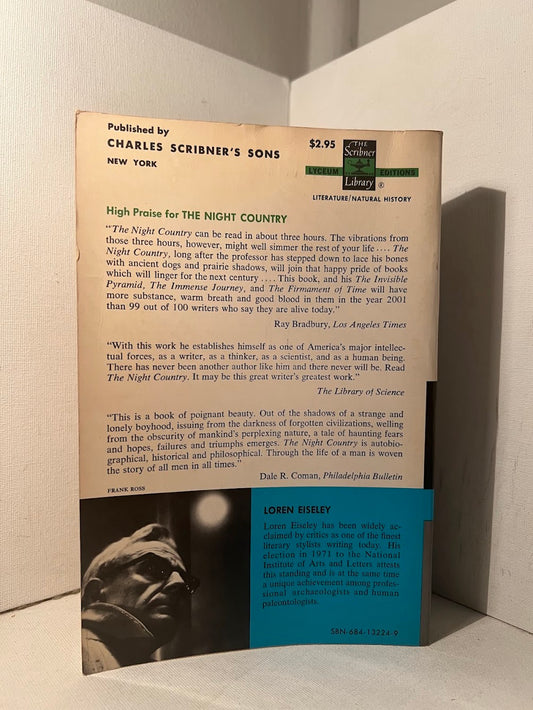 Published by
CHARLES SCRIBNER'S SONS
NEW YORK
$2.95
THE
Scribner
LYCEUM EDITIONS
Library ®
LITERATURE/NATURAL HISTORY
High Praise for THE NIGHT COUNTRY
"The Night Country can be read in about three hours. The vibrations from
those three hours, however, might well simmer the rest of your life .... The
Night Country, long after the professor has stepped down to lace his bones
with ancient dogs and prairie shadows, will join that happy pride of books
which will linger for the next century .... This book, and his The Invisible
Pyramid, The Immense Journey, and The Firmament of Time will have
more substance, warm breath and good blood in them in the year 2001
than 99 out of 100 writers who say they are alive today."
Ray Bradbury, Los Angeles Times
"With this work he establishes himself as one of America's major intellec-
tual forces, as a writer, as a thinker, as a scientist, and as a human being.
There has never been another author like him and there never will be. Read
The Night Country. It may be this great writer's greatest work."
The Library of Science
"This is a book of poignant beauty. Out of the shadows of a strange and
lonely boyhood, issuing from the darkness of forgotten civilizations, welling
from the obscurity of mankind's perplexing nature, a tale of haunting fears
and hopes, failures and triumphs emerges. The Night Country is autobio-
graphical, historical and philosophical. Through the life of a man is woven
the story of all men in all times."
Dale R. Coman, Philadelphia Bulletin
FRANK ROSS
LOREN EISELEY
Loren Eiseley has been widely ac-
claimed by critics as one of the finest
literary stylists writing today. His
election in 1971 to the National
Institute of Arts and Letters attests
this standing and is at the same time
a unique achievement among profes-
sional archaeologists and human
paleontologists.
SBN-684-13224-9